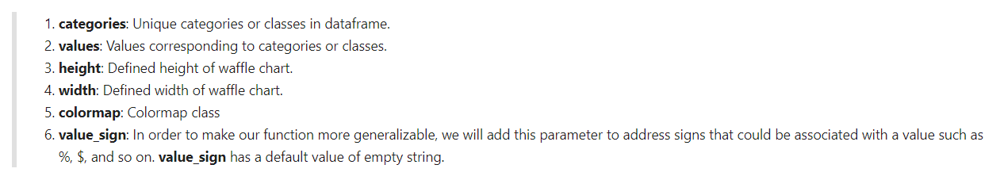 1. categories: Unique categories or classes in dataframe.
2. values: Values corresponding to categories or classes.
3. height: Defined height of waffle chart.
4. width: Defined width of waffle chart.
5. colormap: Colormap class
6. value_sign: In order to make our function more generalizable, we will add this parameter to address signs that could be associated with a value such as
%, $, and so on. value_sign has a default value of empty string.